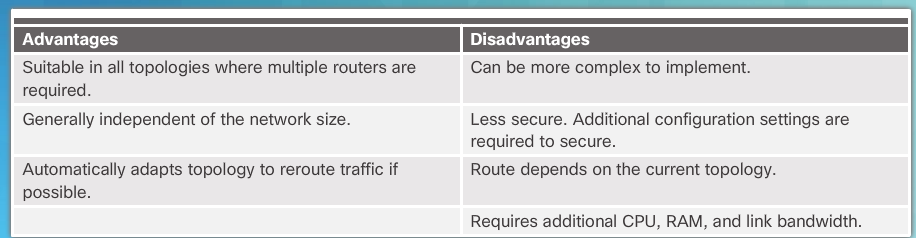 Advantages
Disadvantages
Suitable in all topologies where multiple routers are
required.
Can be more complex to implement.
Generally independent of the network size.
Less secure. Additional configuration settings are
required to secure.
Automatically adapts topology to reroute traffic if
possible.
Route depends on the current topology.
Requires additional CPU, RAM, and link bandwidth.